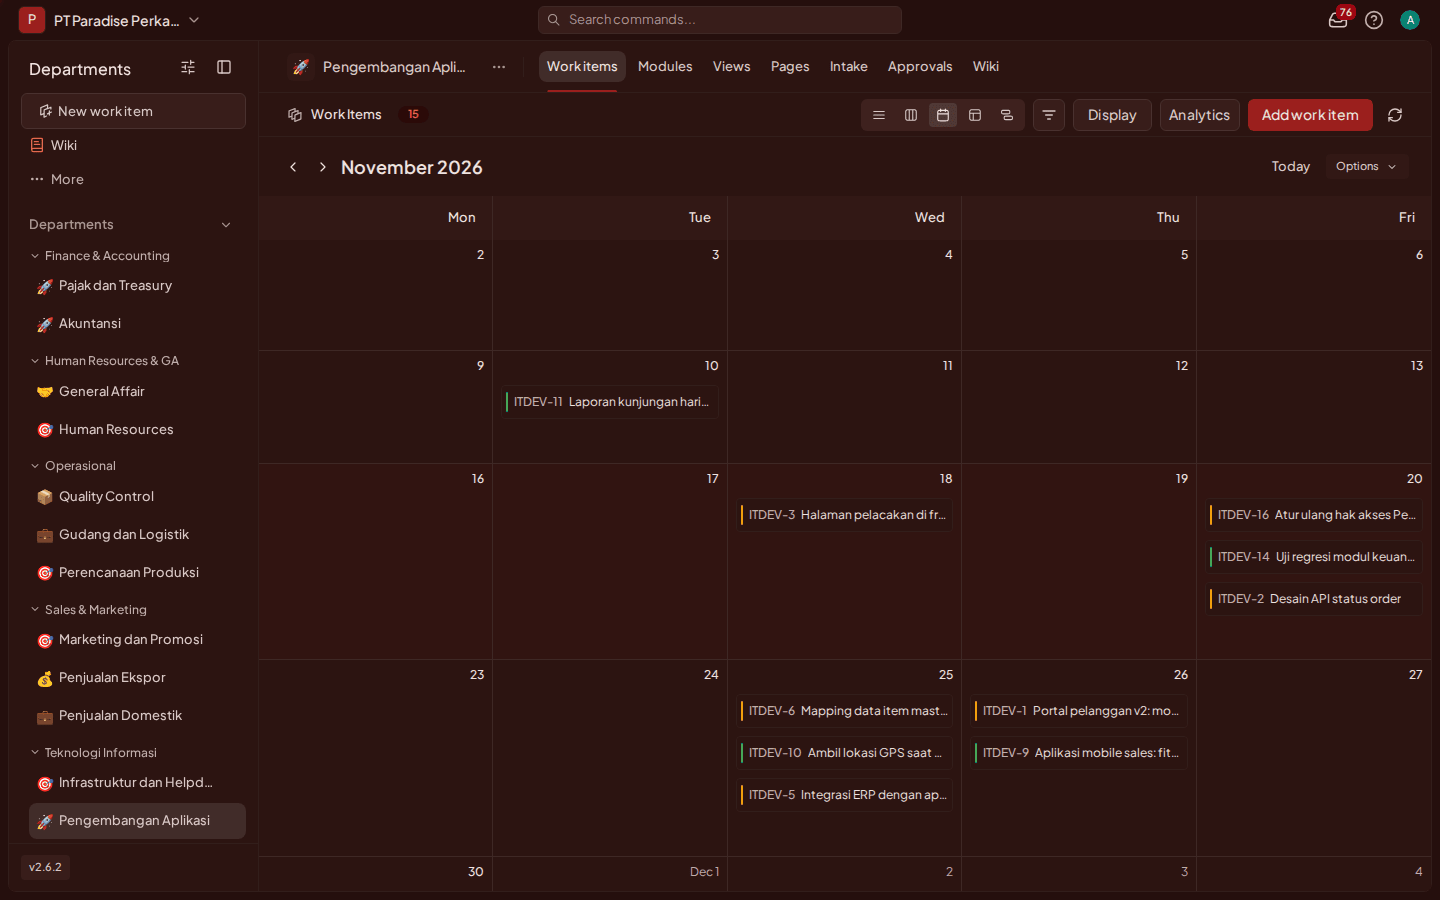 P PT Paradise Perka...
Search commands...
76
A
Departments
New work item
Wiki
More
Departments
Finance & Accounting
Pajak dan Treasury
Akuntansi
Human Resources & GA
General Affair
Human Resources
Operasional
Quality Control
Gudang dan Logistik
Perencanaan Produksi
Sales & Marketing
Marketing dan Promosi
Penjualan Ekspor
Penjualan Domestik
Teknologi Informasi
Infrastruktur dan Helpd...
Pengembangan Aplikasi
v2.6.2
Pengembangan Apli...
Work items Modules Views Pages Intake Approvals Wiki
Work Items 15
Display Analytics Add work item
November 2026
Today Options
Mon Tue Wed Thu Fri
2 3 4 5 6
9 10 11 12 13
ITDEV-11 Laporan kunjungan hari...
16 17 18 19 20
ITDEV-3 Halaman pelacakan di fr...
ITDEV-16 Atur ulang hak akses Pe...
ITDEV-14 Uji regresi modul keuan...
ITDEV-2 Desain API status order
23 24 25 26 27
ITDEV-6 Mapping data item mast...
ITDEV-10 Ambil lokasi GPS saat ...
ITDEV-5 Integrasi ERP dengan ap...
ITDEV-1 Portal pelanggan v2: mo...
ITDEV-9 Aplikasi mobile sales: fit...
30 Dec 1 2 3 4